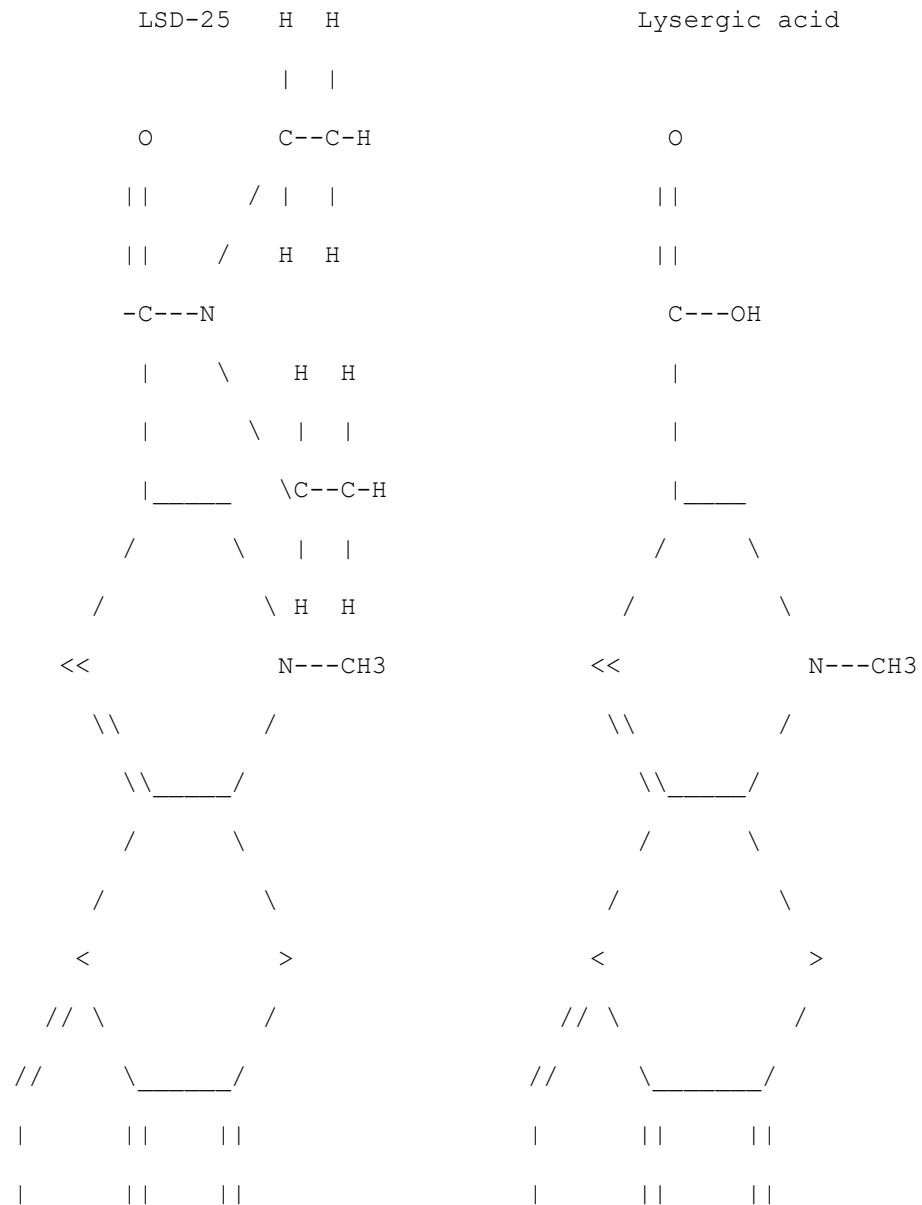 LSD-25   H  H                         Lysergic acid
                |  |
 O              C--C-H                          O
||            / |  |                           ||
||          /   H  H                           ||
-C---N                                          C---OH
 |      \       H  H                            |
 |        \  |  |                               |
 |_____   \C--C-H                               |____
/      \   |  |                               /      \
/          \ H  H                           /          \
<<            N---CH3                     <<            N---CH3
\\          /                               \\          /
\\_____/                                    \\_____/
/      \                                    /      \
/          \                              /          \
<            >                            <            >
// \          /                           // \          /
//      \______/                        //      \_______/
|      ||     ||                        |      ||      ||
|      ||     ||                        |      ||      ||